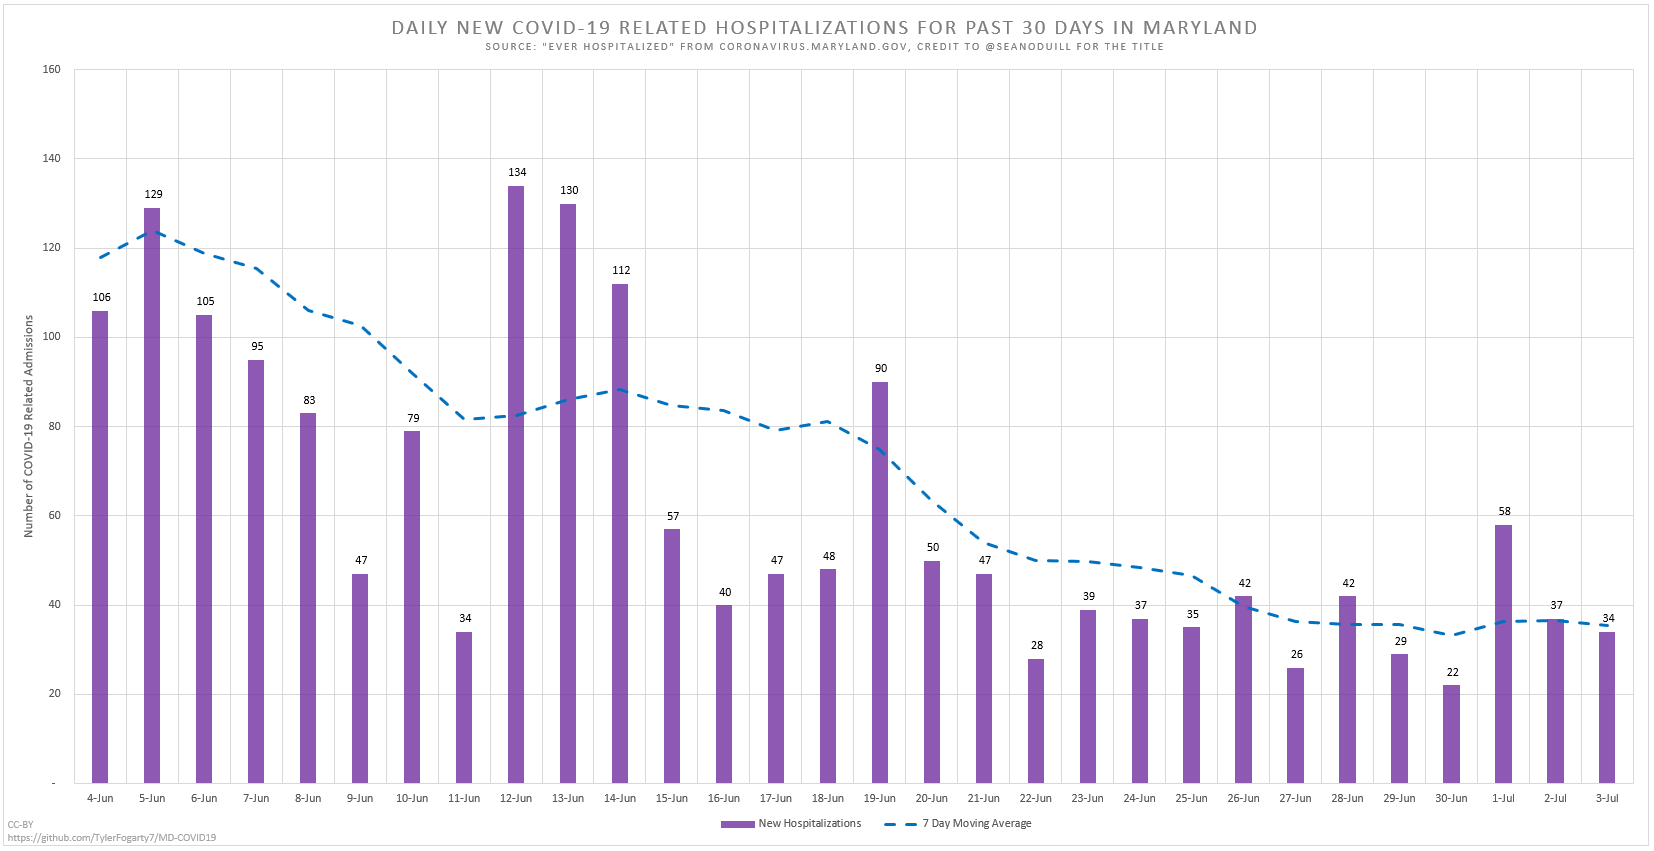 DAILY NEW COVID-19 RELATED HOSPITALIZATIONS FOR PAST 30 DAYS IN MARYLAND
SOURCE: "EVER HOSPITALIZED" FROM CORONAVIRUS.MARYLAND.GOV, CREDIT TO @SEANODUILL FOR THE TITLE
Number of COVID-19 Related Admissions
160
140
120
100
80
60
40
20
-
106
129
105
95
83
47
79
34
134
130
112
57
40
47
48
90
50
47
28
39
37
35
42
26
42
29
22
58
37
34
4-Jun
5-Jun
6-Jun
7-Jun
8-Jun
9-Jun
10-Jun
11-Jun
12-Jun
13-Jun
14-Jun
15-Jun
16-Jun
17-Jun
18-Jun
19-Jun
20-Jun
21-Jun
22-Jun
23-Jun
24-Jun
25-Jun
26-Jun
27-Jun
28-Jun
29-Jun
30-Jun
1-Jul
2-Jul
3-Jul
New Hospitalizations
7 Day Moving Average
CC-BY
https://github.com/TylerFogarty7/MD-COVID19